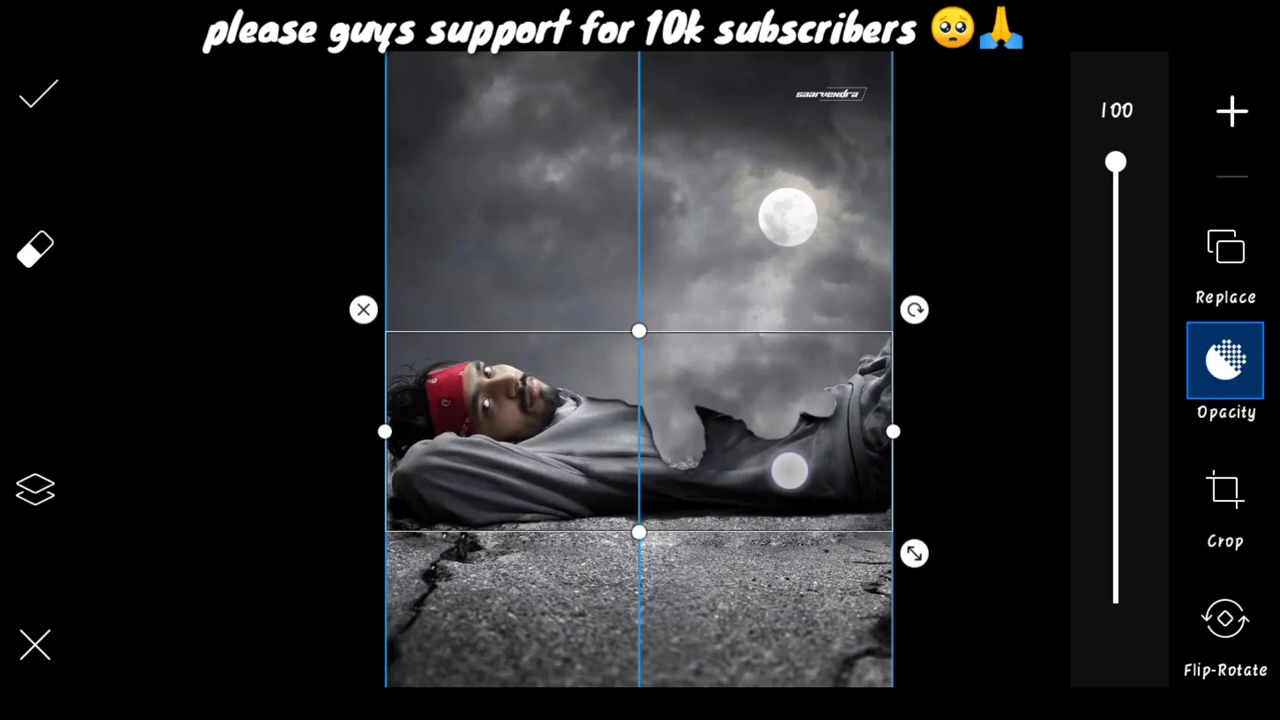 please guys support for 10k subscribers 🥺🙏
saarvendra
100
Replace
Opacity
Crop
Flip-Rotate